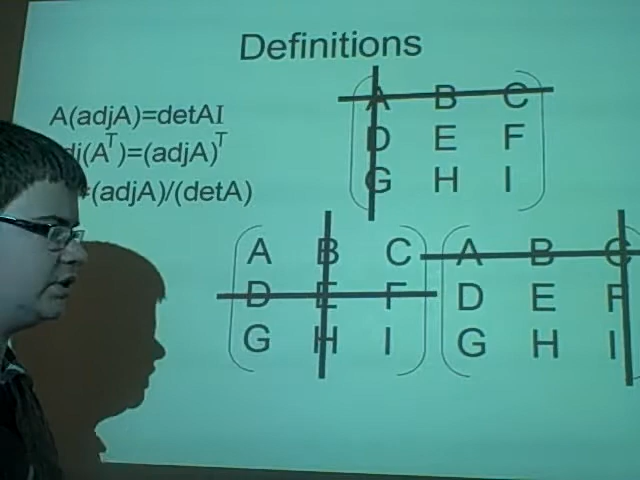 Definitions
A(adjA)=detAI
(A^T)=(adjA)^T
(adjA)/(detA)
A B C
D E F
G H I
A B C
D E F
G H I
A B C
D E F
G H I